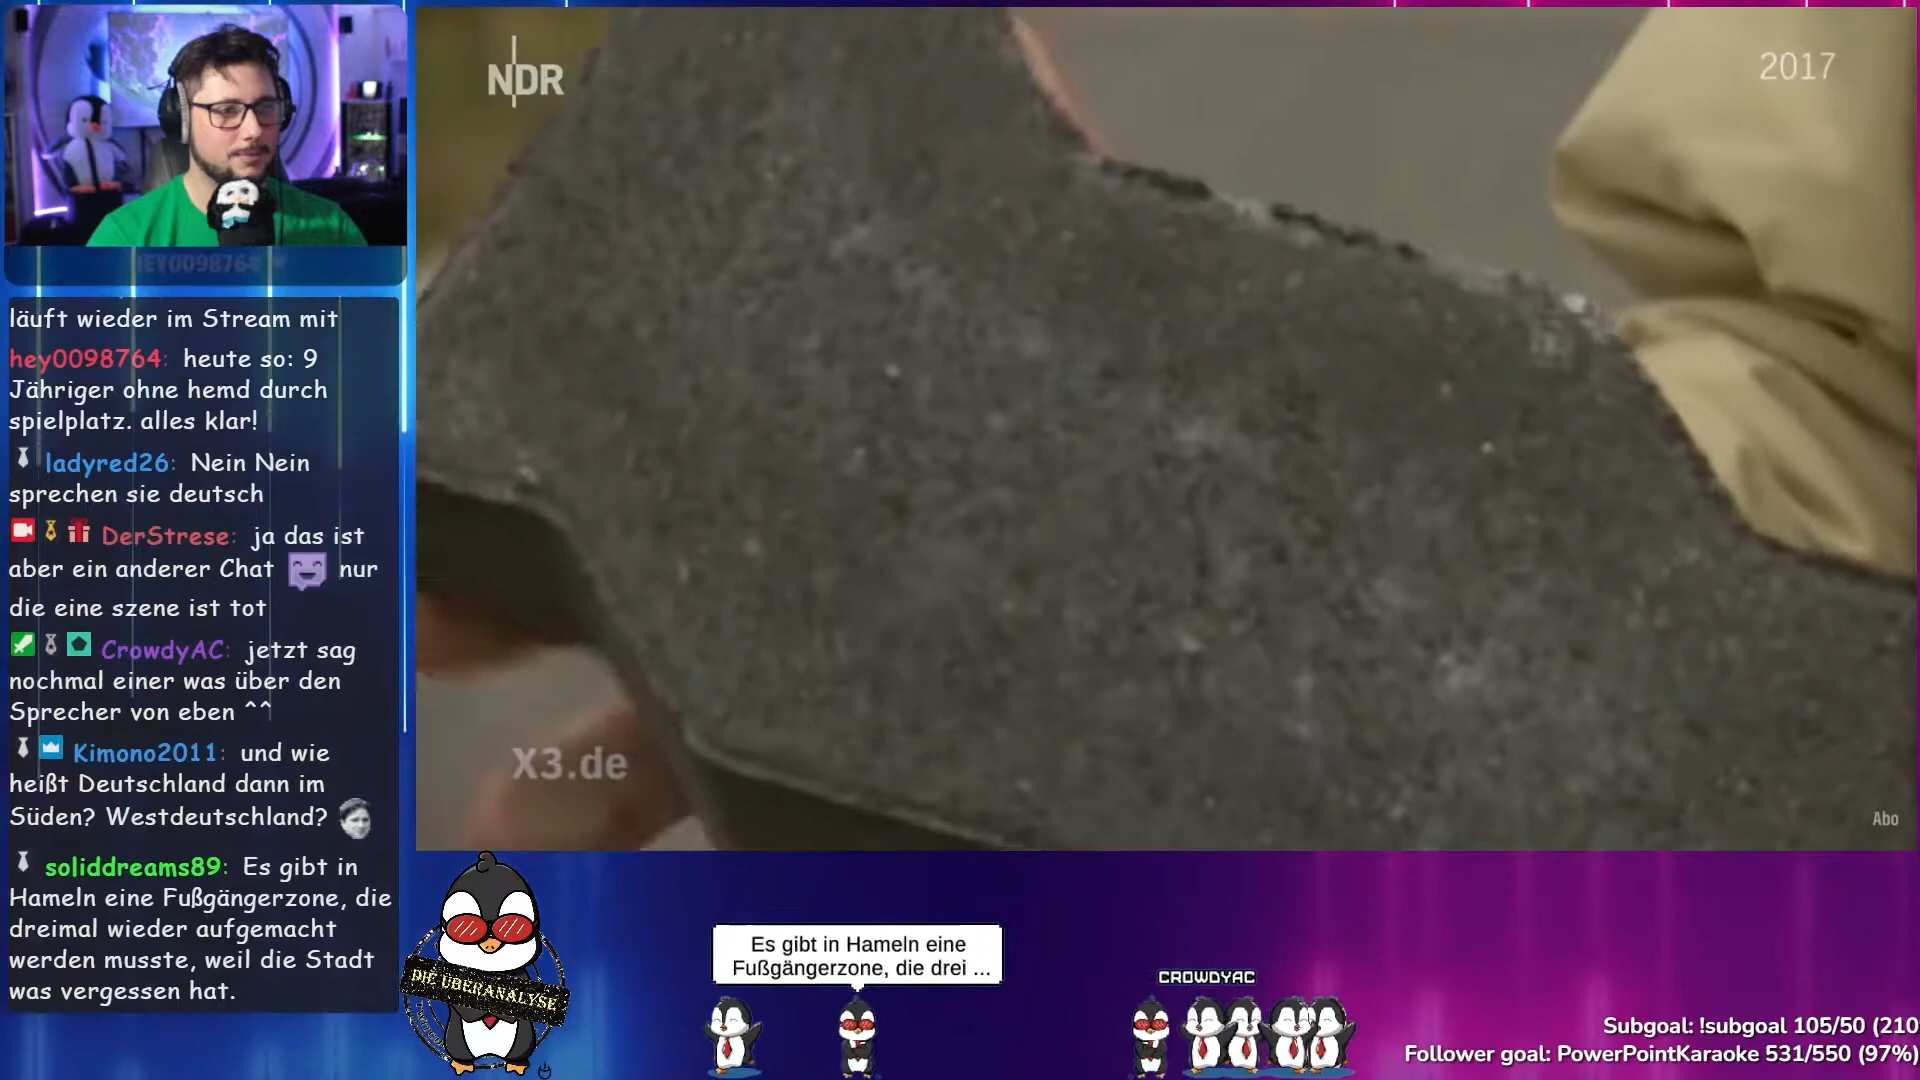 NDR
2017
HEY0098764
läuft wieder im Stream mit
hey0098764: heute so: 9
Jähriger ohne hemd durch
spielplatz. alles klar!
ladyred26: Nein Nein
sprechen sie deutsch
DerStrese: ja das ist
aber ein anderer Chat nur
die eine szene ist tot
CrowdyAC: jetzt sag
nochmal einer was über den
Sprecher von eben ^^
Kimono2011: und wie
heißt Deutschland dann im
Süden? Westdeutschland?
soliddreams89: Es gibt in
Hameln eine Fußgängerzone, die
dreimal wieder aufgemacht
werden musste, weil die Stadt
was vergessen hat.
X3.de
Abo
DIE ÜBERANALYSE
Es gibt in Hameln eine
Fußgängerzone, die drei ...
CROWDYAC
Subgoal: !subgoal 105/50 (210
Follower goal: PowerPointKaraoke 531/550 (97%)